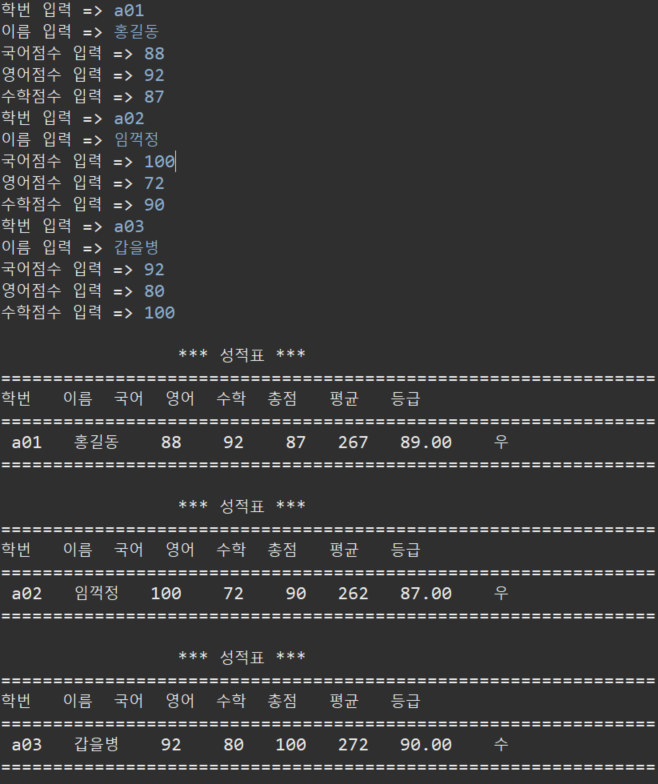 학번 입력 => a01
이름 입력 => 홍길동
국어점수 입력 => 88
영어점수 입력 => 92
수학점수 입력 => 87
학번 입력 => a02
이름 입력 => 임꺽정
국어점수 입력 => 100
영어점수 입력 => 72
수학점수 입력 => 90
학번 입력 => a03
이름 입력 => 갑을병
국어점수 입력 => 92
영어점수 입력 => 80
수학점수 입력 => 100
*** 성적표 ***
===============================================================
학번 이름 국어 영어 수학 총점 평균 등급
===============================================================
a01 홍길동 88 92 87 267 89.00 우
===============================================================
*** 성적표 ***
===============================================================
학번 이름 국어 영어 수학 총점 평균 등급
===============================================================
a02 임꺽정 100 72 90 262 87.00 우
===============================================================
*** 성적표 ***
===============================================================
학번 이름 국어 영어 수학 총점 평균 등급
===============================================================
a03 갑을병 92 80 100 272 90.00 수
===============================================================